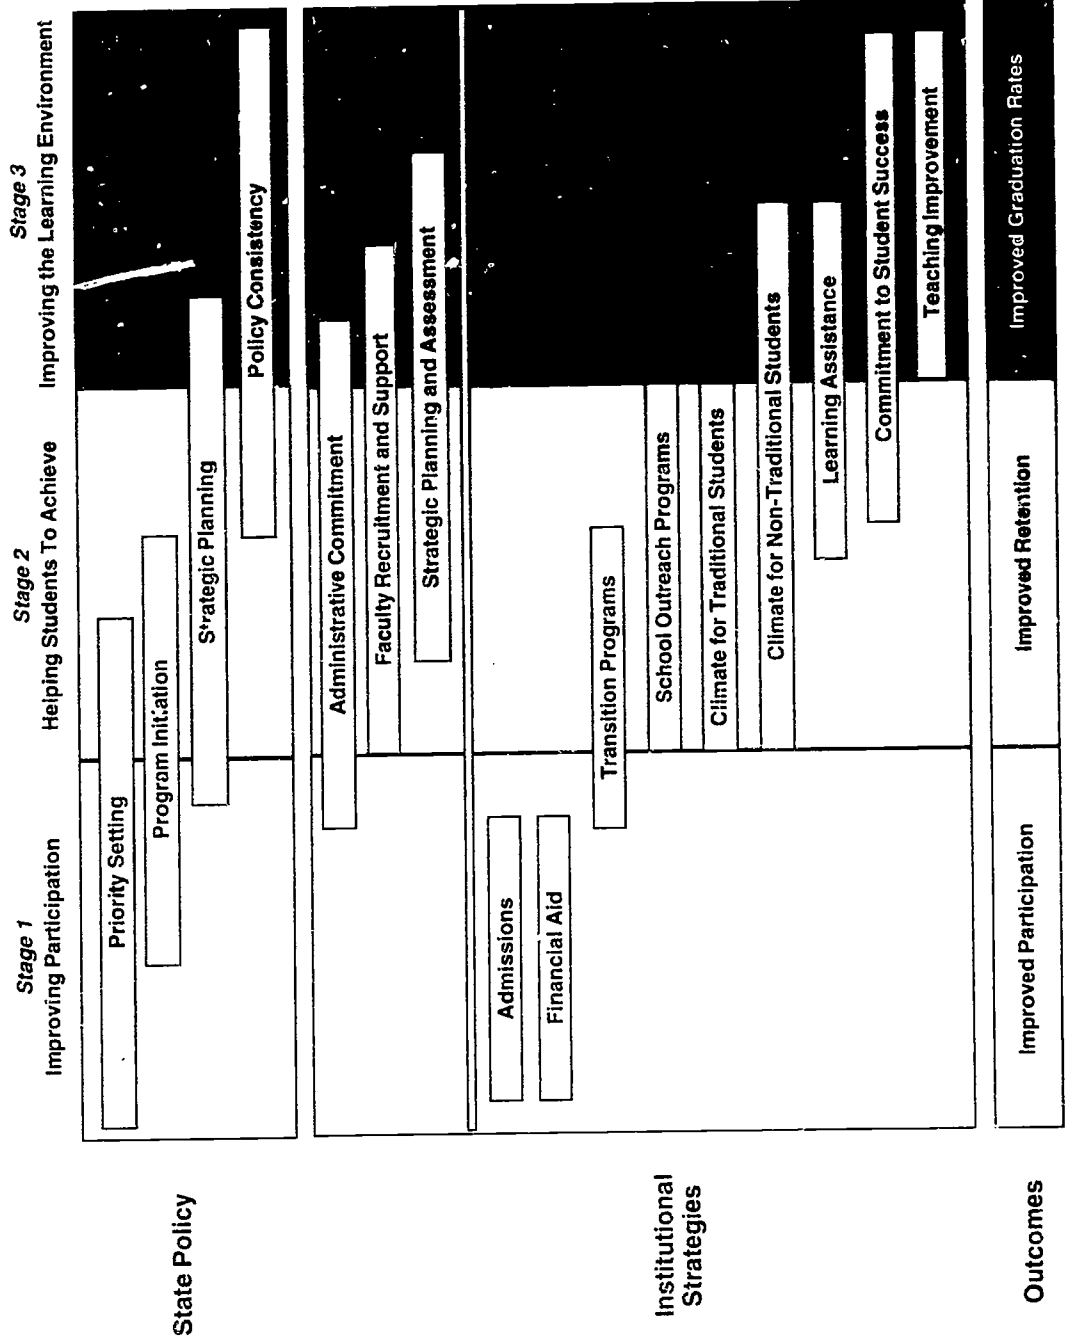 Stage 1
Improving Participation
Stage 2
Helping Students To Achieve
Stage 3
Improving the Learning Environment
State Policy
Priority Setting
Program Initiation
Strategic Planning
Policy Consistency
Institutional
Strategies
Administrative Commitment
Faculty Recruitment and Support
Strategic Planning and Assessment
Admissions
Financial Aid
Transition Programs
School Outreach Programs
Climate for Traditional Students
Climate for Non-Traditional Students
Learning Assistance
Commitment to Student Success
Teaching Improvement
Outcomes
Improved Participation
Improved Retention
Improved Graduation Rates